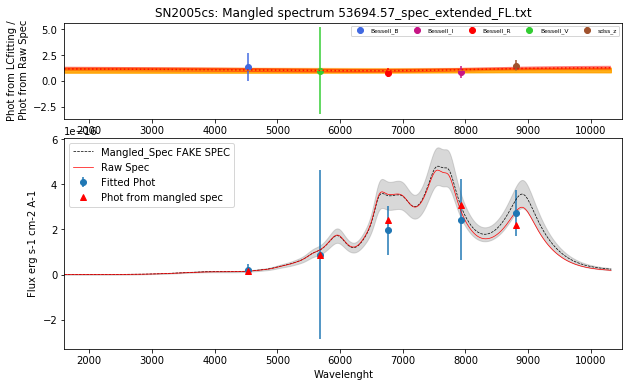 SN2005cs: Mangled spectrum 53694.57_spec_extended_FL.txt
Phot from LCfitting /
Phot from Raw Spec
5.0
2.5
0.0
−2.5
Bessell_B
Bessell_I
Bessell_R
Bessell_V
sdss_z
2000 3000 4000 5000 6000 7000 8000 9000 10000
Flux erg s-1 cm-2 A-1
6
4
2
0
−2
Mangled_Spec FAKE SPEC
Raw Spec
Fitted Phot
Phot from mangled spec
2000 3000 4000 5000 6000 7000 8000 9000 10000
Wavelenght